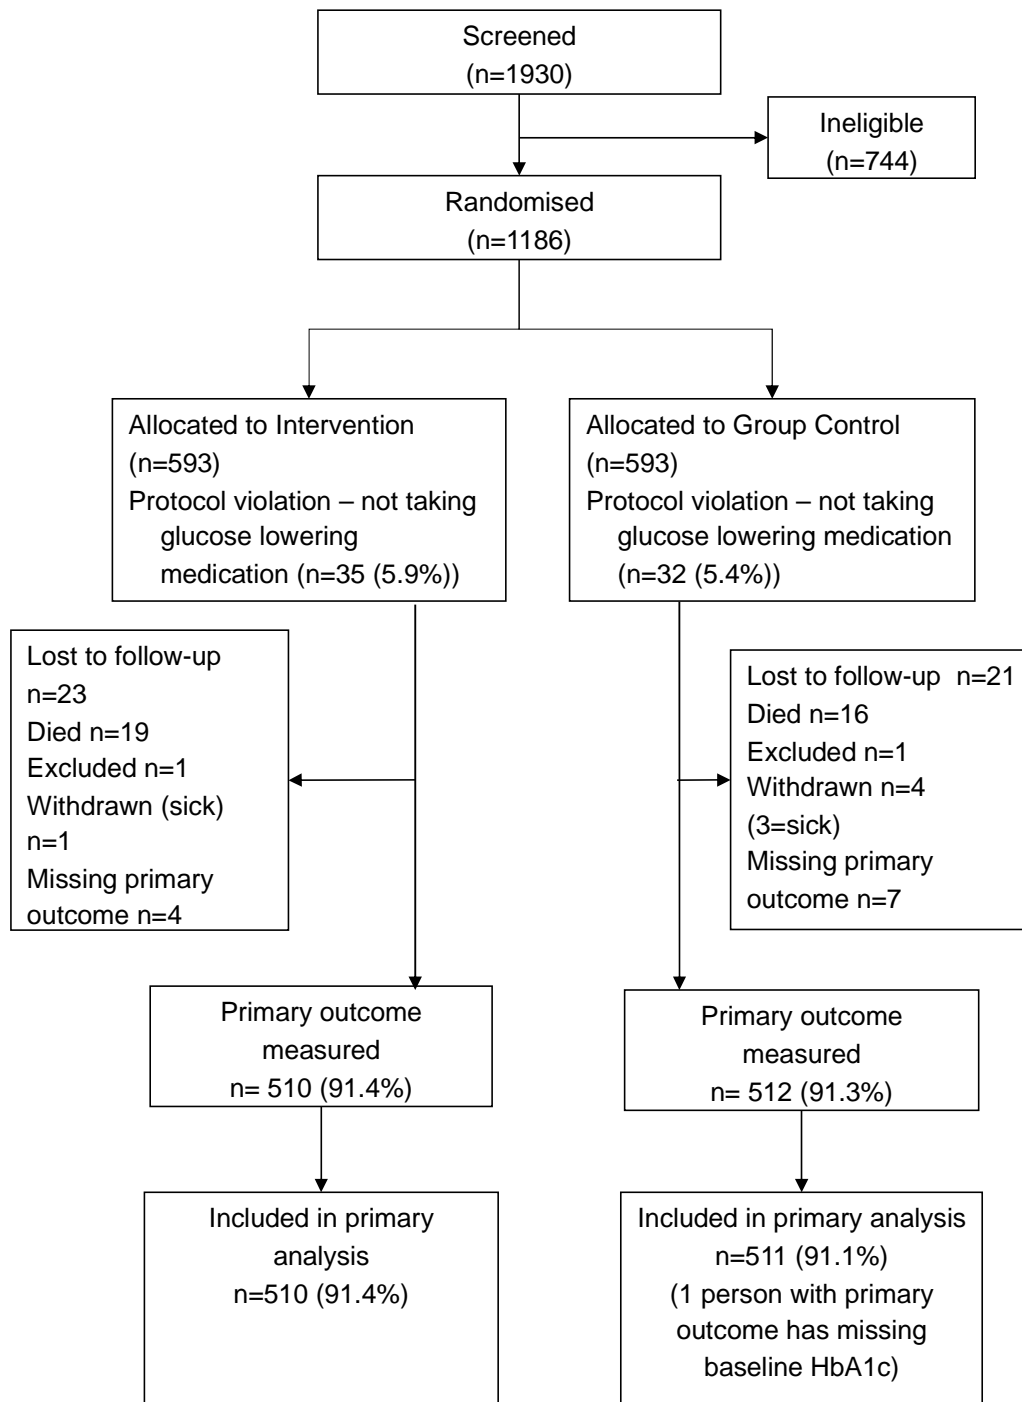 Screened
(n=1930)
Ineligible
(n=744)
Randomised
(n=1186)
Allocated to Intervention
(n=593)
Protocol violation – not taking
glucose lowering
medication (n=35 (5.9%))
Allocated to Group Control
(n=593)
Protocol violation – not taking
glucose lowering medication
(n=32 (5.4%))
Lost to follow-up
n=23
Died n=19
Excluded n=1
Withdrawn (sick)
n=1
Missing primary
outcome n=4
Lost to follow-up  n=21
Died n=16
Excluded n=1
Withdrawn n=4
(3=sick)
Missing primary
outcome n=7
Primary outcome
measured
n= 510 (91.4%)
Primary outcome
measured
n= 512 (91.3%)
Included in primary
analysis
n=510 (91.4%)
Included in primary analysis
n=511 (91.1%)
(1 person with primary
outcome has missing
baseline HbA1c)